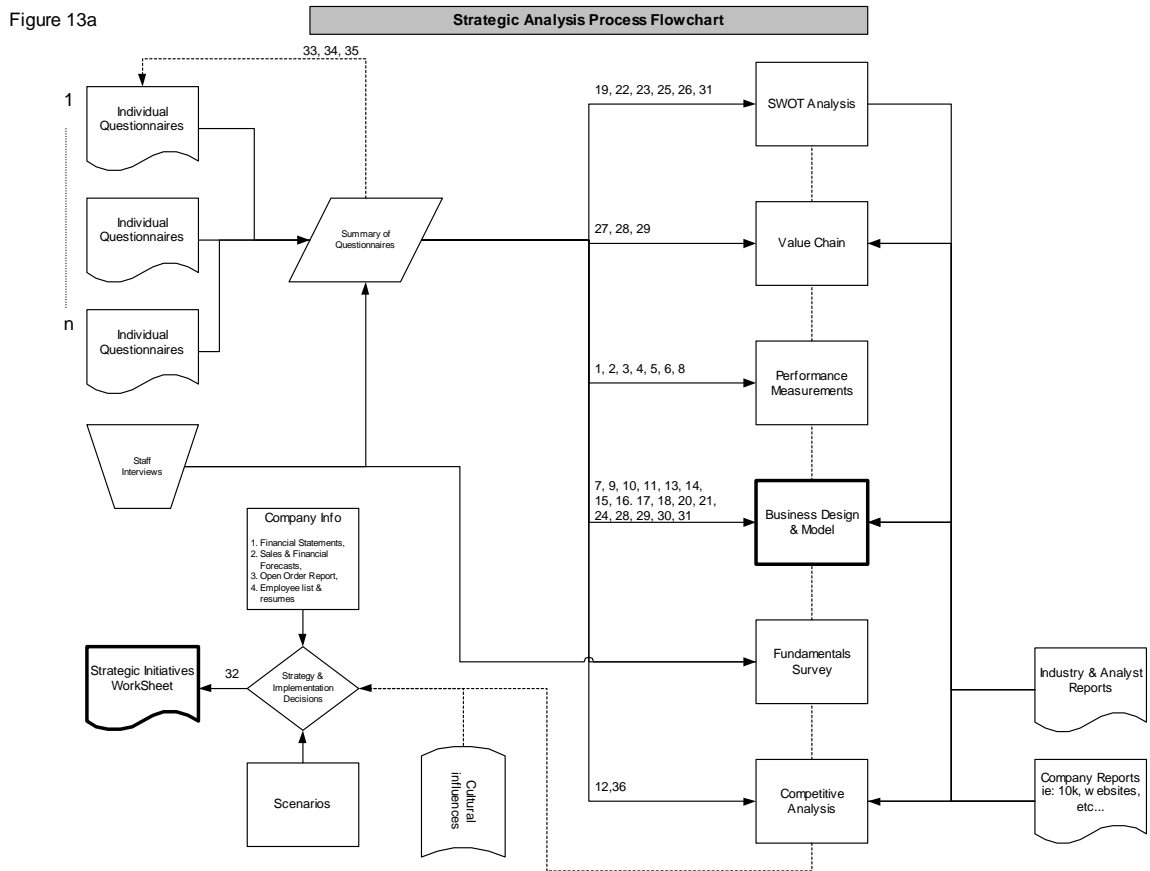 Figure 13a
Strategic Analysis Process Flowchart
33, 34, 35
1
Individual
Questionnaires
Individual
Questionnaires
n
Individual
Questionnaires
Summary of
Questionnaires
Staff
Interviews
19, 22, 23, 25, 26, 31
SWOT Analysis
27, 28, 29
Value Chain
1, 2, 3, 4, 5, 6, 8
Performance
Measurements
7, 9, 10, 11, 13, 14,
15, 16. 17, 18, 20, 21,
24, 28, 29, 30, 31
Business Design
& Model
Company Info
1. Financial Statements,
2. Sales & Financial
Forecasts,
3. Open Order Report,
4. Employee list &
resumes
Fundamentals
Survey
Strategic Initiatives
WorkSheet
32
Strategy &
Implementation
Decisions
Industry & Analyst
Reports
Scenarios
Cultural
influences
12,36
Competitive
Analysis
Company Reports
ie: 10k, websites,
etc...